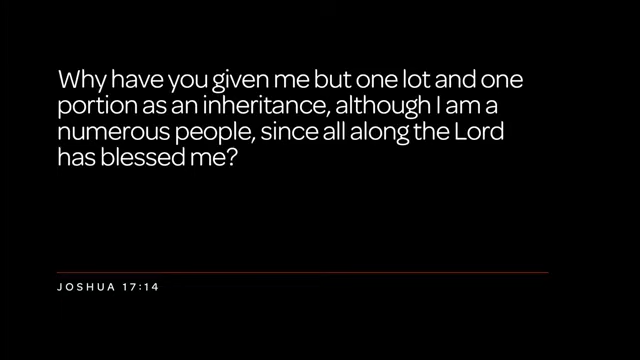 Why have you given me but one lot and one
portion as an inheritance, although I am a
numerous people, since all along the Lord
has blessed me?
JOSHUA 17:14